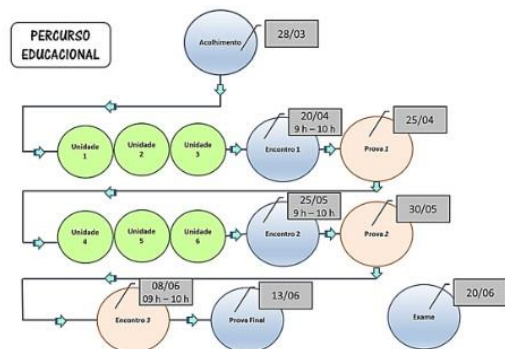 PERCURSO
EDUCACIONAL
Acolhimento
28/03
Unidade
1
Unidade
2
Unidade
3
Encontro 1
20/04
9 h – 10 h
Prova 1
25/04
Unidade
4
Unidade
5
Unidade
6
Encontro 2
25/05
9 h – 10 h
Prova 2
30/05
Encontro 3
08/06
09 h – 10 h
Prova Final
13/06
Exame
20/06